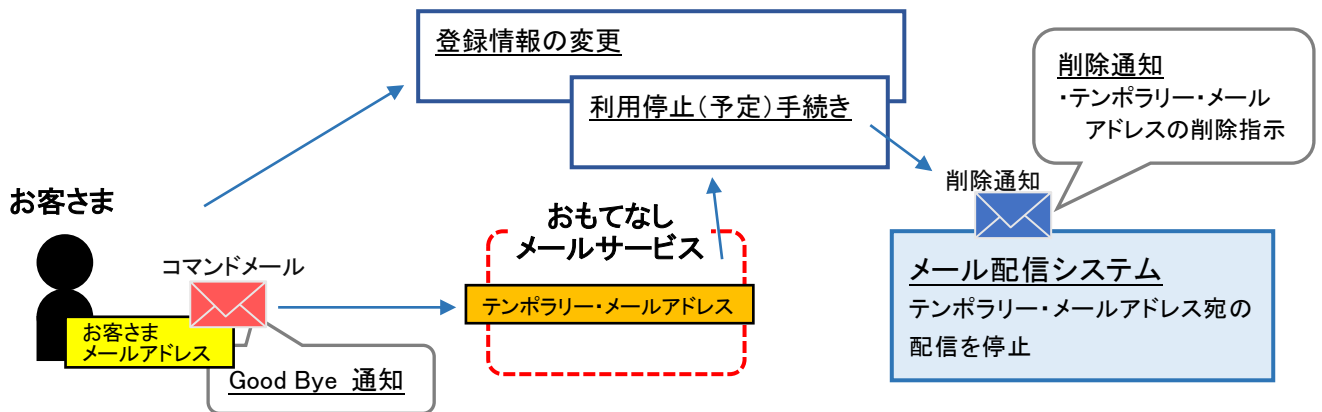 登録情報の変更
利用停止(予定)手続き
削除通知
・テンポラリー・メール
アドレスの削除指示
削除通知
お客さま
おもてなし
メールサービス
コマンドメール
テンポラリー・メールアドレス
お客さま
メールアドレス
Good Bye 通知
メール配信システム
テンポラリー・メールアドレス宛の
配信を停止